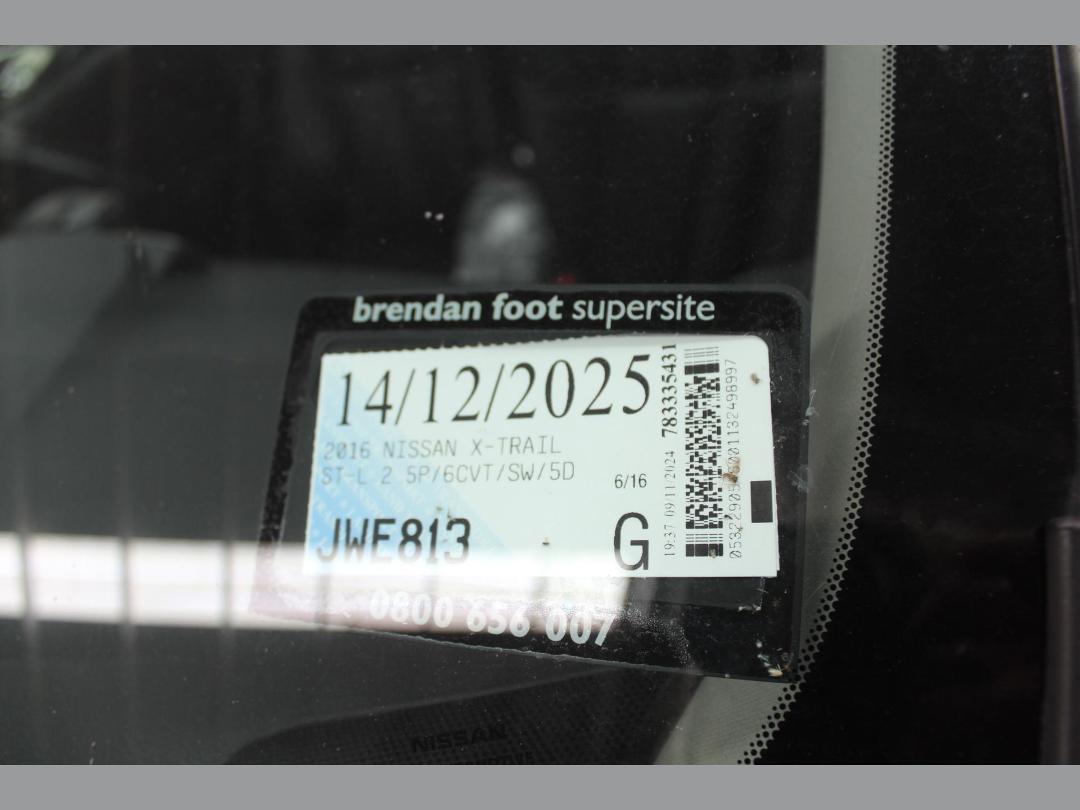 brendan foot supersite
14/12/2025
2016 NISSAN X-TRAIL
ST-L 2 5P/6CVT/SW/5D
6/16
JWE813
G
19:37 09/11/2024 783335431
0800 656 007
NISSAN